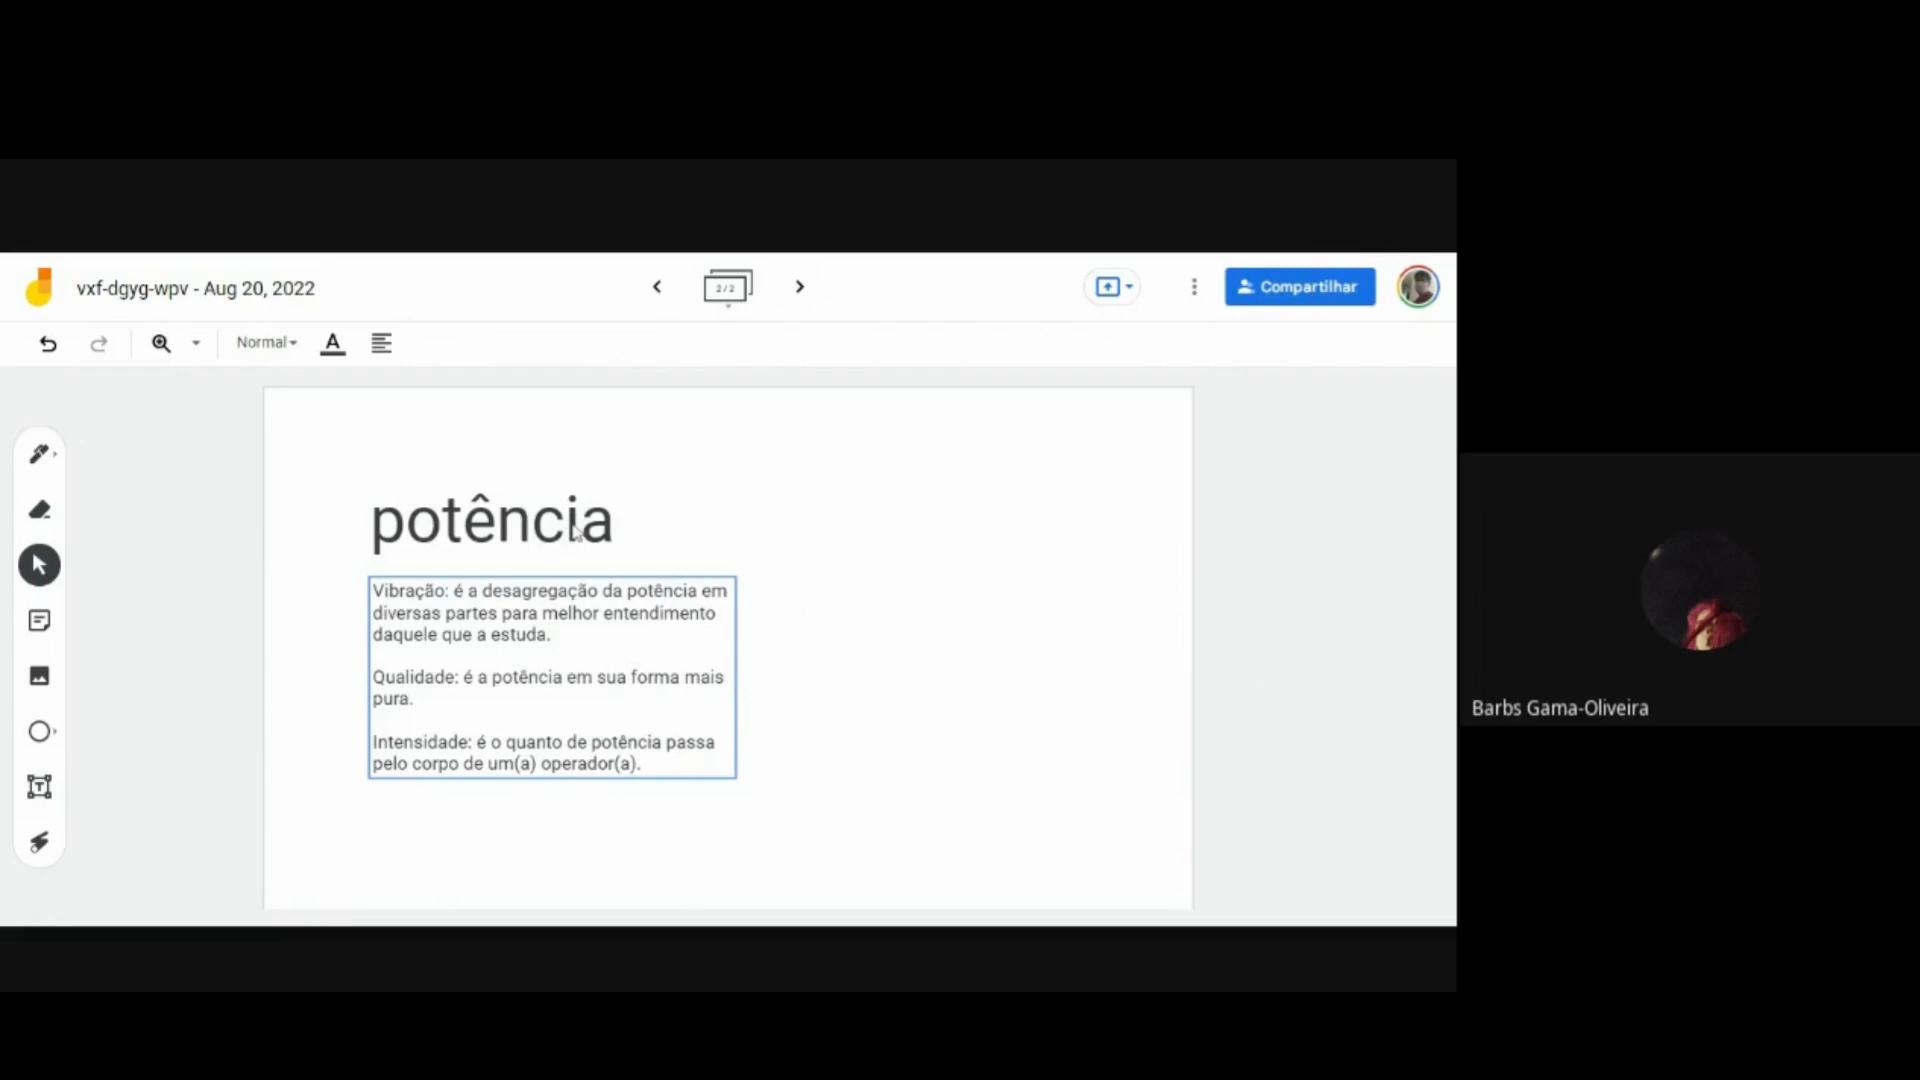 vxf-dgyg-wpv - Aug 20, 2022
2/2
Compartilhar
Normal
A
potência
Vibração: é a desagregação da potência em
diversas partes para melhor entendimento
daquele que a estuda.
Qualidade: é a potência em sua forma mais
pura.
Intensidade: é o quanto de potência passa
pelo corpo de um(a) operador(a).
Barbs Gama-Oliveira